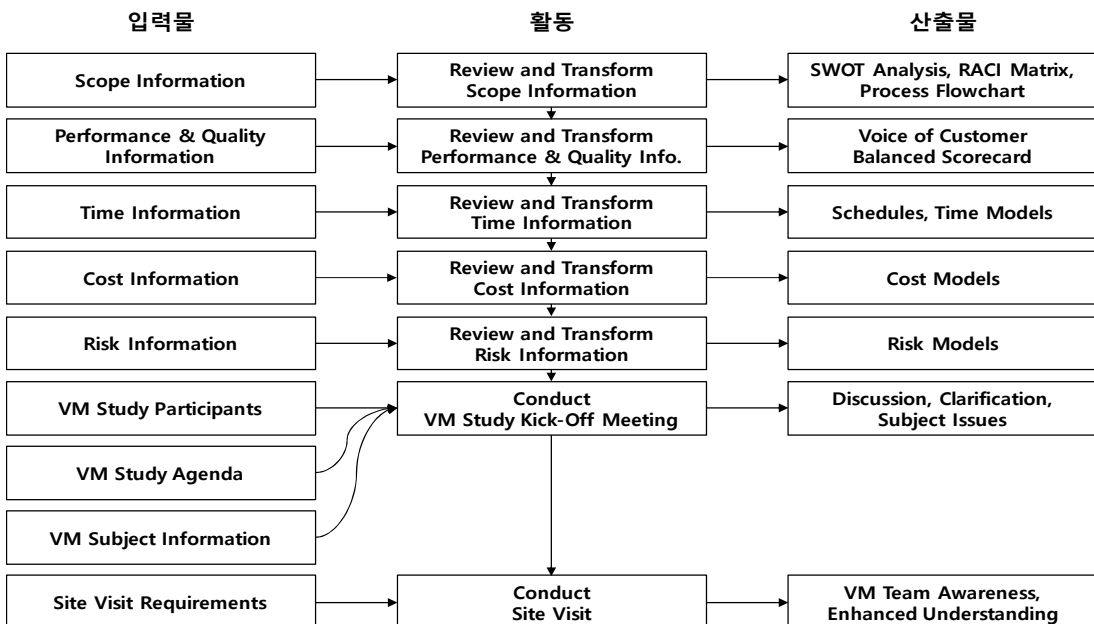 입력물
활동
산출물
Scope Information
Review and Transform
Scope Information
SWOT Analysis, RACI Matrix,
Process Flowchart
Performance & Quality
Information
Review and Transform
Performance & Quality Info.
Voice of Customer
Balanced Scorecard
Time Information
Review and Transform
Time Information
Schedules, Time Models
Cost Information
Review and Transform
Cost Information
Cost Models
Risk Information
Review and Transform
Risk Information
Risk Models
VM Study Participants
Conduct
VM Study Kick-Off Meeting
Discussion, Clarification,
Subject Issues
VM Study Agenda
VM Subject Information
Site Visit Requirements
Conduct
Site Visit
VM Team Awareness,
Enhanced Understanding